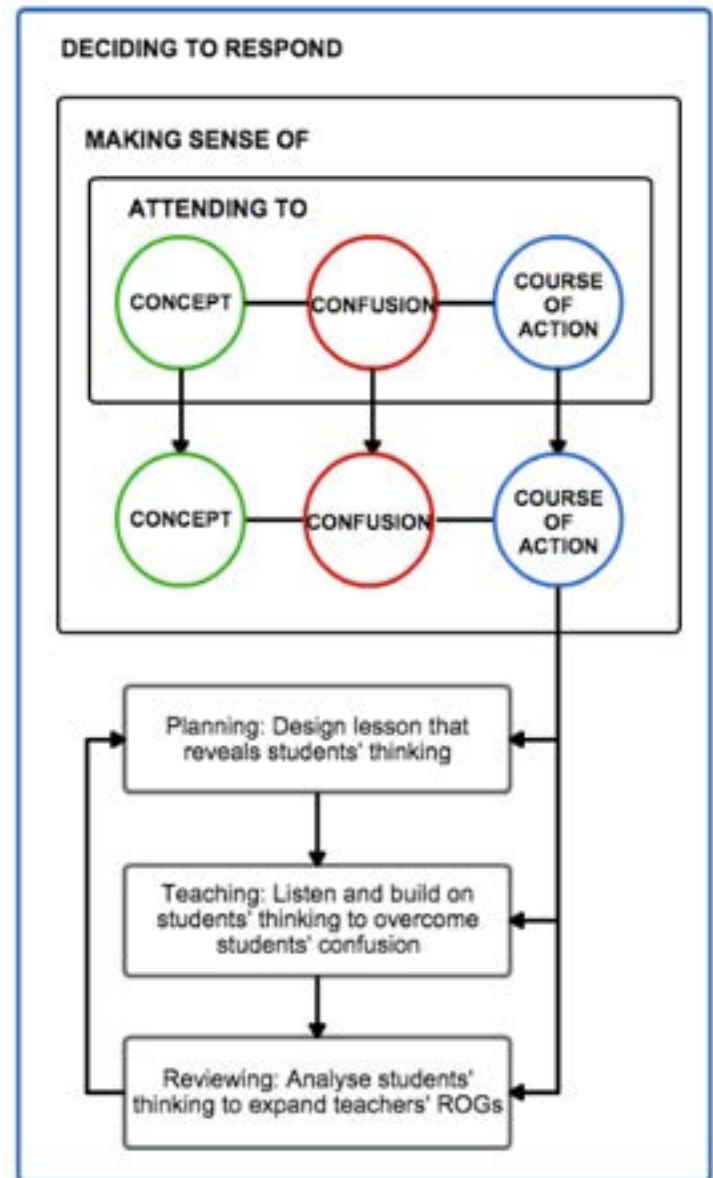 DECIDING TO RESPOND
MAKING SENSE OF
ATTENDING TO
CONCEPT
CONFUSION
COURSE
OF
ACTION
CONCEPT
CONFUSION
COURSE
OF
ACTION
Planning: Design lesson that
reveals students' thinking
Teaching: Listen and build on
students' thinking to overcome
students' confusion
Reviewing: Analyse students'
thinking to expand teachers' ROGs